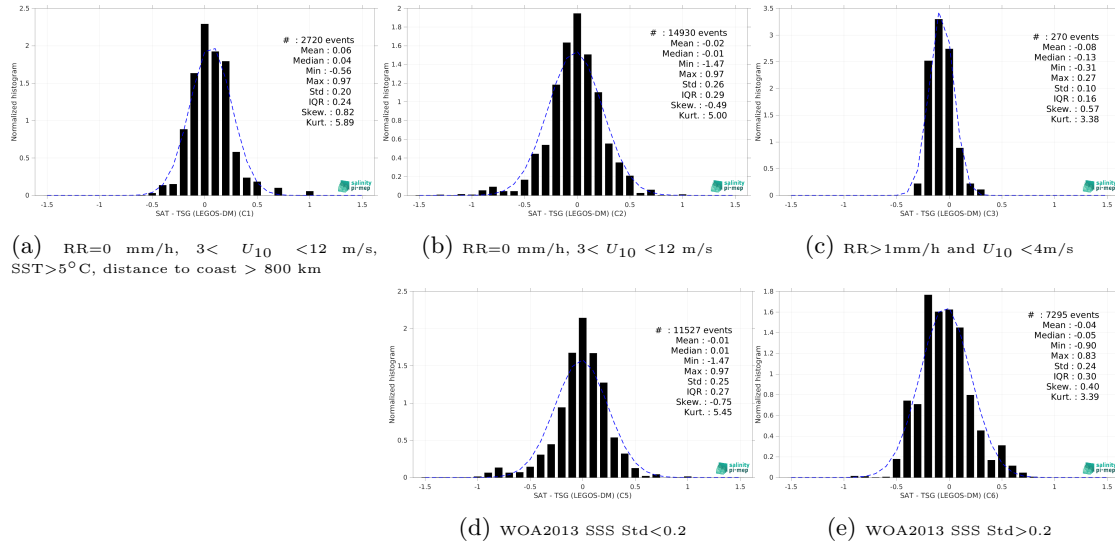 Normalized histogram
2.5
2
1.5
1
0.5
0
-1.5
-1
-0.5
0
0.5
1
1.5
# : 2720 events
Mean : 0.06
Median : 0.04
Min : -0.56
Max : 0.97
Std : 0.20
IQR : 0.24
Skew. : 0.82
Kurt. : 5.89
salinity
pi-mep
SAT - TSG (LEGOS-DM) (C1)
(a) RR=0 mm/h, 3< U10 <12 m/s,
SST>5°C, distance to coast > 800 km
Normalized histogram
2
1.8
1.6
1.4
1.2
1
0.8
0.6
0.4
0.2
0
-1.5
-1
-0.5
0
0.5
1
1.5
# : 14930 events
Mean : -0.02
Median : -0.01
Min : -1.47
Max : 0.97
Std : 0.26
IQR : 0.29
Skew. : -0.49
Kurt. : 5.00
salinity
pi-mep
SAT - TSG (LEGOS-DM) (C2)
(b) RR=0 mm/h, 3< U10 <12 m/s
Normalized histogram
3.5
3
2.5
2
1.5
1
0.5
0
-1.5
-1
-0.5
0
0.5
1
1.5
# : 270 events
Mean : -0.08
Median : -0.13
Min : -0.31
Max : 0.27
Std : 0.10
IQR : 0.16
Skew. : 0.57
Kurt. : 3.38
salinity
pi-mep
SAT - TSG (LEGOS-DM) (C3)
(c) RR>1mm/h and U10 <4m/s
Normalized histogram
2.5
2
1.5
1
0.5
0
-1.5
-1
-0.5
0
0.5
1
1.5
# : 11527 events
Mean : -0.01
Median : 0.01
Min : -1.47
Max : 0.97
Std : 0.25
IQR : 0.27
Skew. : -0.75
Kurt. : 5.45
salinity
pi-mep
SAT - TSG (LEGOS-DM) (C5)
(d) WOA2013 SSS Std<0.2
Normalized histogram
1.8
1.6
1.4
1.2
1
0.8
0.6
0.4
0.2
0
-1.5
-1
-0.5
0
0.5
1
1.5
# : 7295 events
Mean : -0.04
Median : -0.05
Min : -0.90
Max : 0.83
Std : 0.24
IQR : 0.30
Skew. : 0.40
Kurt. : 3.39
salinity
pi-mep
SAT - TSG (LEGOS-DM) (C6)
(e) WOA2013 SSS Std>0.2